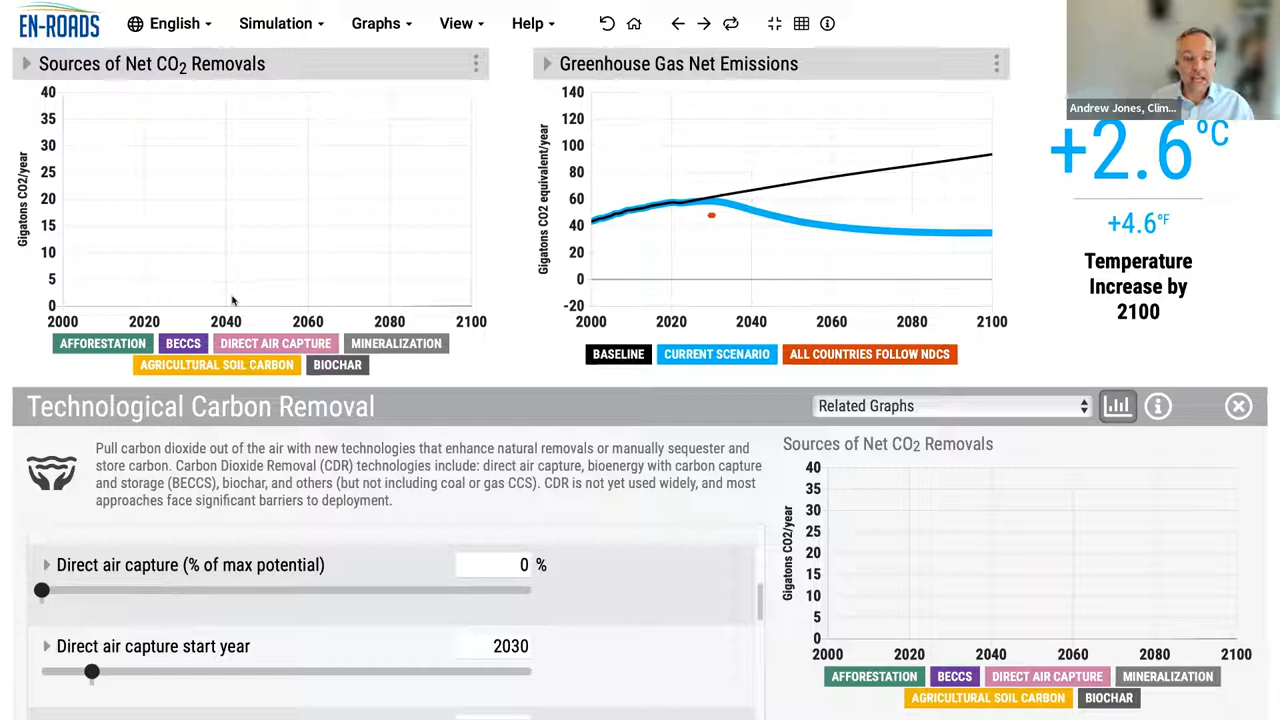 EN-ROADS
English
Simulation
Graphs
View
Help
Andrew Jones, Clim...
Sources of Net CO2 Removals
40
35
30
25
20
15
10
5
0
Gigatons CO2/year
2000 2020 2040 2060 2080 2100
AFFORESTATION BECCS DIRECT AIR CAPTURE MINERALIZATION
AGRICULTURAL SOIL CARBON BIOCHAR
Greenhouse Gas Net Emissions
140
120
100
80
60
40
20
0
-20
Gigatons CO2 equivalent/year
2000 2020 2040 2060 2080 2100
BASELINE CURRENT SCENARIO ALL COUNTRIES FOLLOW NDCS
+2.6 ºC
+4.6 ºF
Temperature
Increase by
2100
Technological Carbon Removal
Related Graphs
Pull carbon dioxide out of the air with new technologies that enhance natural removals or manually sequester and
store carbon. Carbon Dioxide Removal (CDR) technologies include: direct air capture, bioenergy with carbon capture
and storage (BECCS), biochar, and others (but not including coal or gas CCS). CDR is not yet used widely, and most
approaches face significant barriers to deployment.
Direct air capture (% of max potential) 0 %
Direct air capture start year 2030
Sources of Net CO2 Removals
40
35
30
25
20
15
10
5
0
Gigatons CO2/year
2000 2020 2040 2060 2080 2100
AFFORESTATION BECCS DIRECT AIR CAPTURE MINERALIZATION
AGRICULTURAL SOIL CARBON BIOCHAR